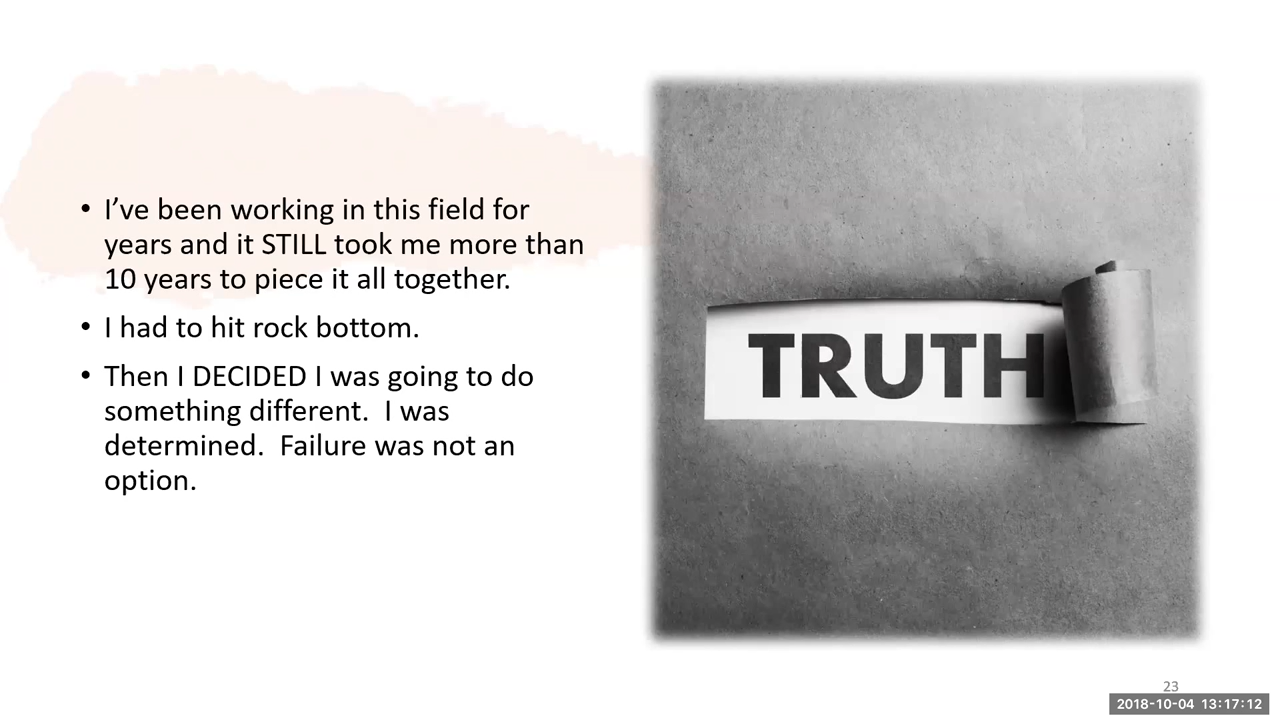 • I’ve been working in this field for
years and it STILL took me more than
10 years to piece it all together.
• I had to hit rock bottom.
• Then I DECIDED I was going to do
something different.  I was
determined.  Failure was not an
option.
TRUTH
23
2018-10-04 13:17:12